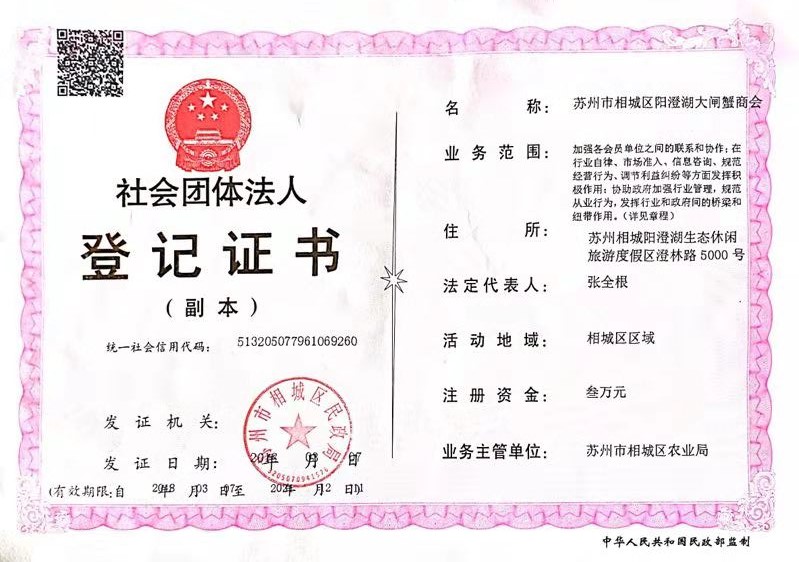 社会团体法人
登记证书
（副本）
统一社会信用代码： 513205077961069260
发证机关：
苏州市相城区民政局
发证日期： 年 03 月 07 日
(有效期限:自 2018 年 03 月 07 日至 年 月 日)
名称： 苏州市相城区阳澄湖大闸蟹商会
业务范围： 加强各会员单位之间的联系和协作；在
行业自律、市场准入、信息咨询、规范
经营行为、调节利益纠纷等方面发挥积
极作用；协助政府加强行业管理，规范
从业行为，发挥行业和政府间的桥梁和
纽带作用。（详见章程）
住所： 苏州相城阳澄湖生态休闲
旅游度假区澄林路 5000 号
法定代表人： 张全根
活动地域： 相城区区域
注册资金： 叁万元
业务主管单位： 苏州市相城区农业局
中华人民共和国民政部监制